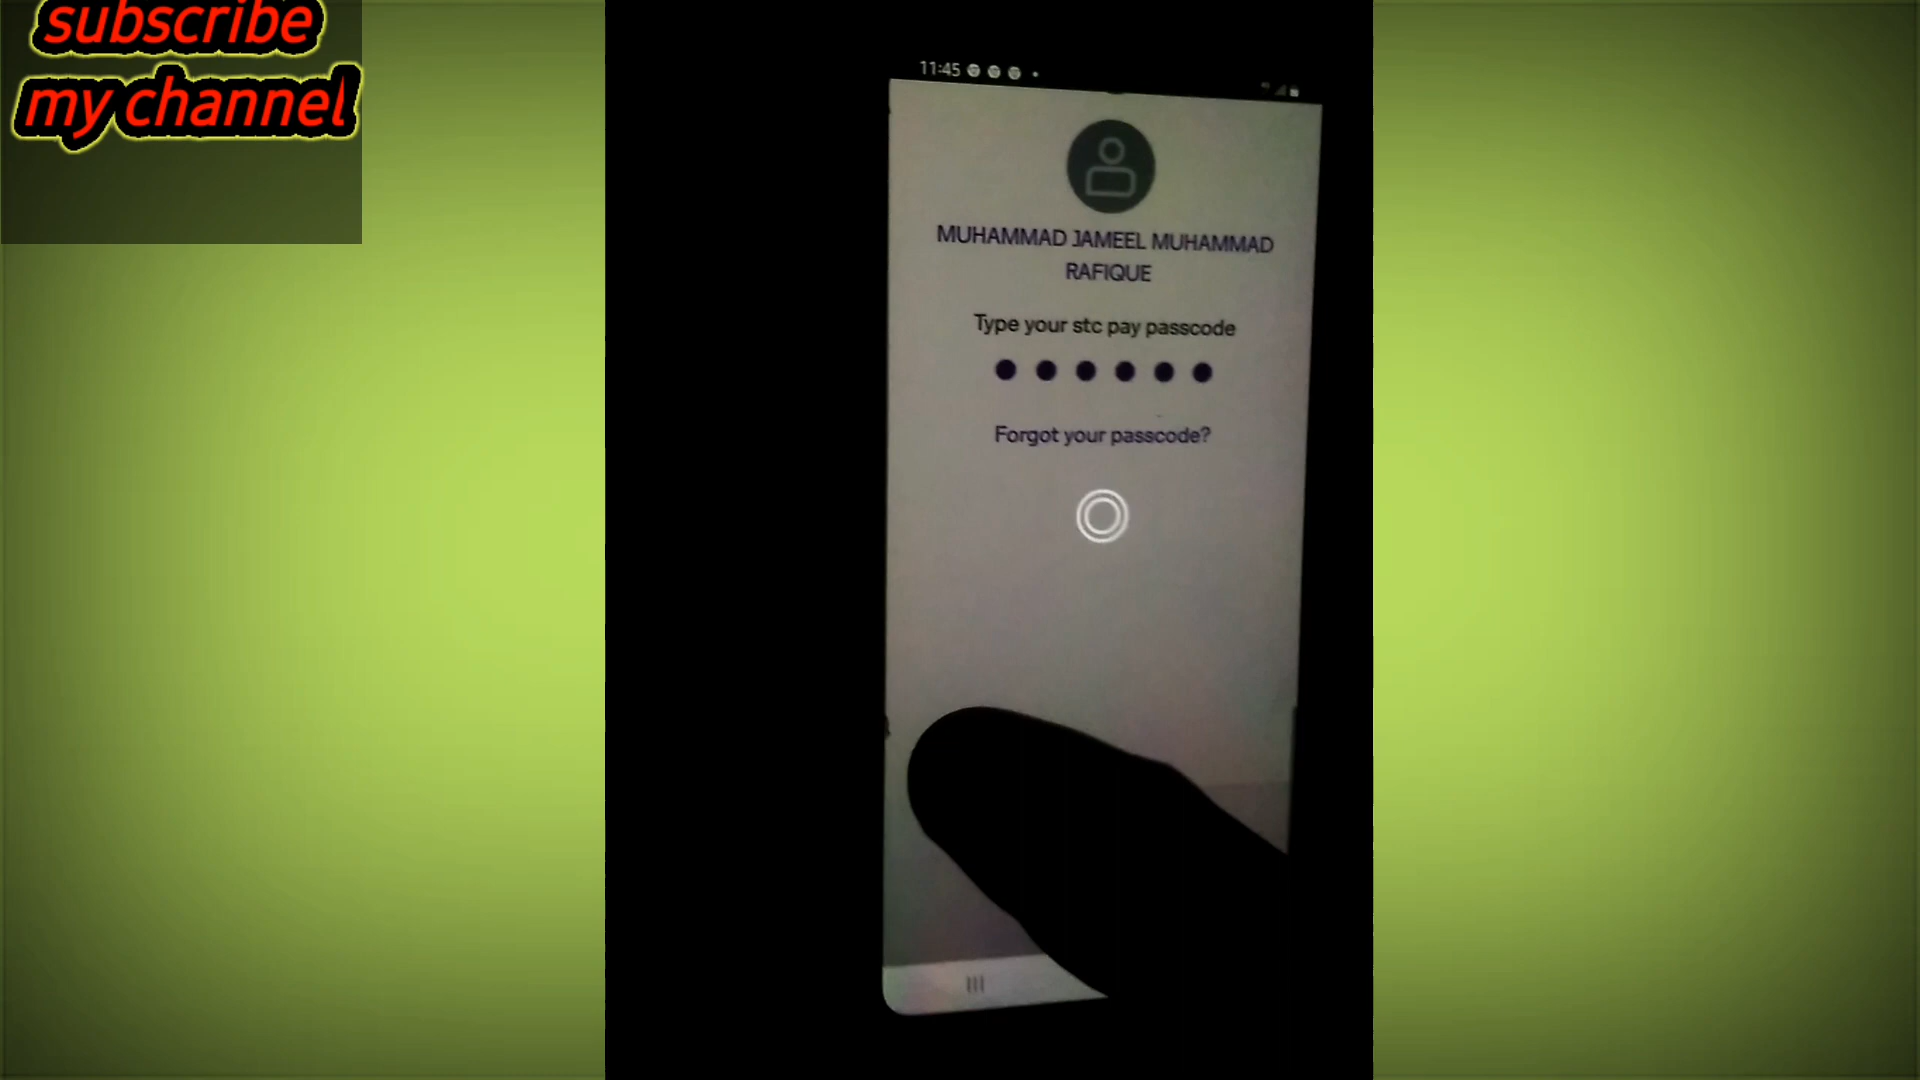 subscribe
my channel
11:45
MUHAMMAD JAMEEL MUHAMMAD
RAFIQUE
Type your stc pay passcode
Forgot your passcode?